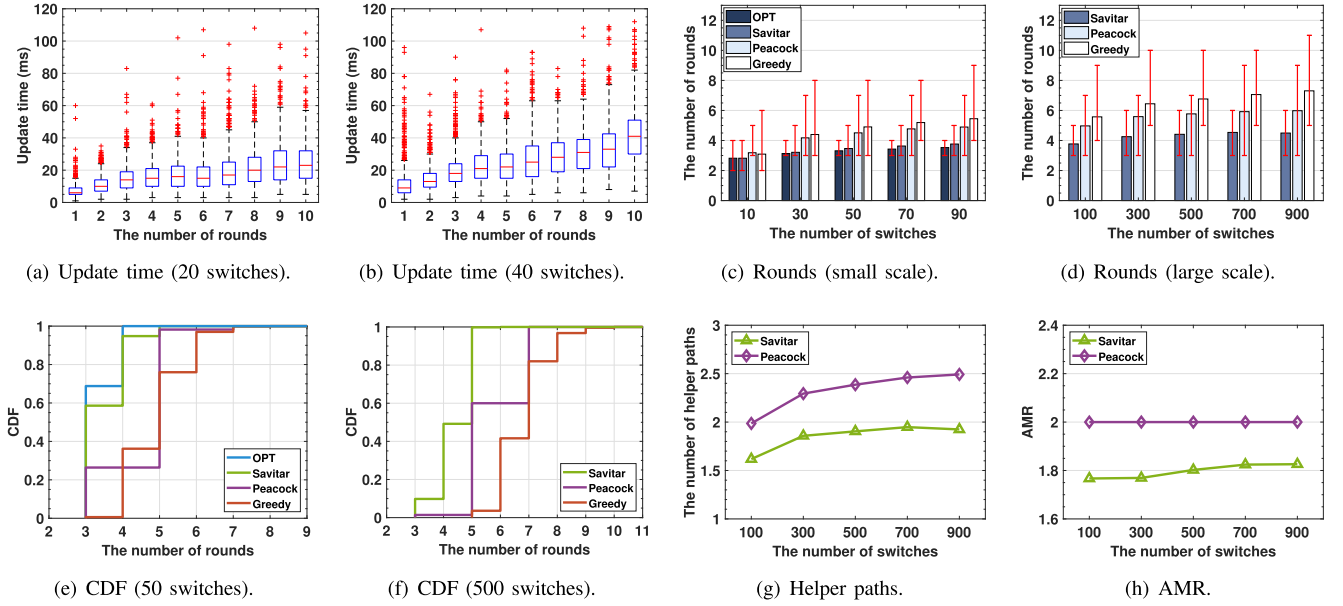 Update time (ms)
120
100
80
60
40
20
0
1 2 3 4 5 6 7 8 9 10
The number of rounds
(a) Update time (20 switches).
Update time (ms)
120
100
80
60
40
20
0
1 2 3 4 5 6 7 8 9 10
The number of rounds
(b) Update time (40 switches).
The number of rounds
12
10
8
6
4
2
0
OPT
Savitar
Peacock
Greedy
10 30 50 70 90
The number of switches
(c) Rounds (small scale).
The number of rounds
12
10
8
6
4
2
0
Savitar
Peacock
Greedy
100 300 500 700 900
The number of switches
(d) Rounds (large scale).
CDF
1
0.8
0.6
0.4
0.2
0
OPT
Savitar
Peacock
Greedy
2 3 4 5 6 7 8 9
The number of rounds
(e) CDF (50 switches).
CDF
1
0.8
0.6
0.4
0.2
0
Savitar
Peacock
Greedy
2 3 4 5 6 7 8 9 10 11
The number of rounds
(f) CDF (500 switches).
The number of helper paths
3
2.5
2
1.5
1
Savitar
Peacock
100 300 500 700 900
The number of switches
(g) Helper paths.
AMR
2.4
2.2
2
1.8
1.6
Savitar
Peacock
100 300 500 700 900
The number of switches
(h) AMR.